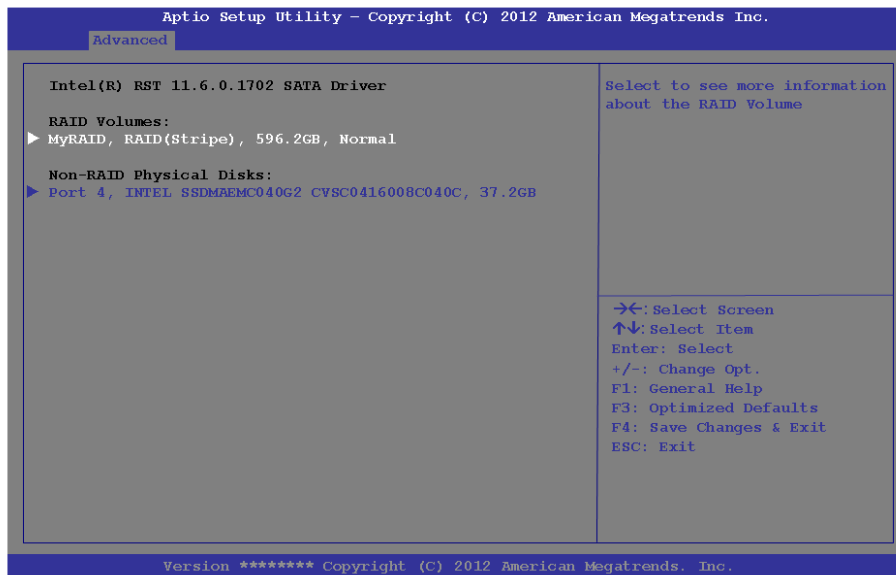 Aptio Setup Utility – Copyright (C) 2012 American Megatrends Inc.
Advanced
Intel(R) RST 11.6.0.1702 SATA Driver
RAID Volumes:
MyRAID, RAID(Stripe), 596.2GB, Normal
Non-RAID Physical Disks:
Port 4, INTEL SSDMAEMC040G2 CVSC0416008C040C, 37.2GB
Select to see more information
about the RAID Volume
→←: Select Screen
↑↓: Select Item
Enter: Select
+/-: Change Opt.
F1: General Help
F3: Optimized Defaults
F4: Save Changes & Exit
ESC: Exit
Version ******** Copyright (C) 2012 American Megatrends. Inc.